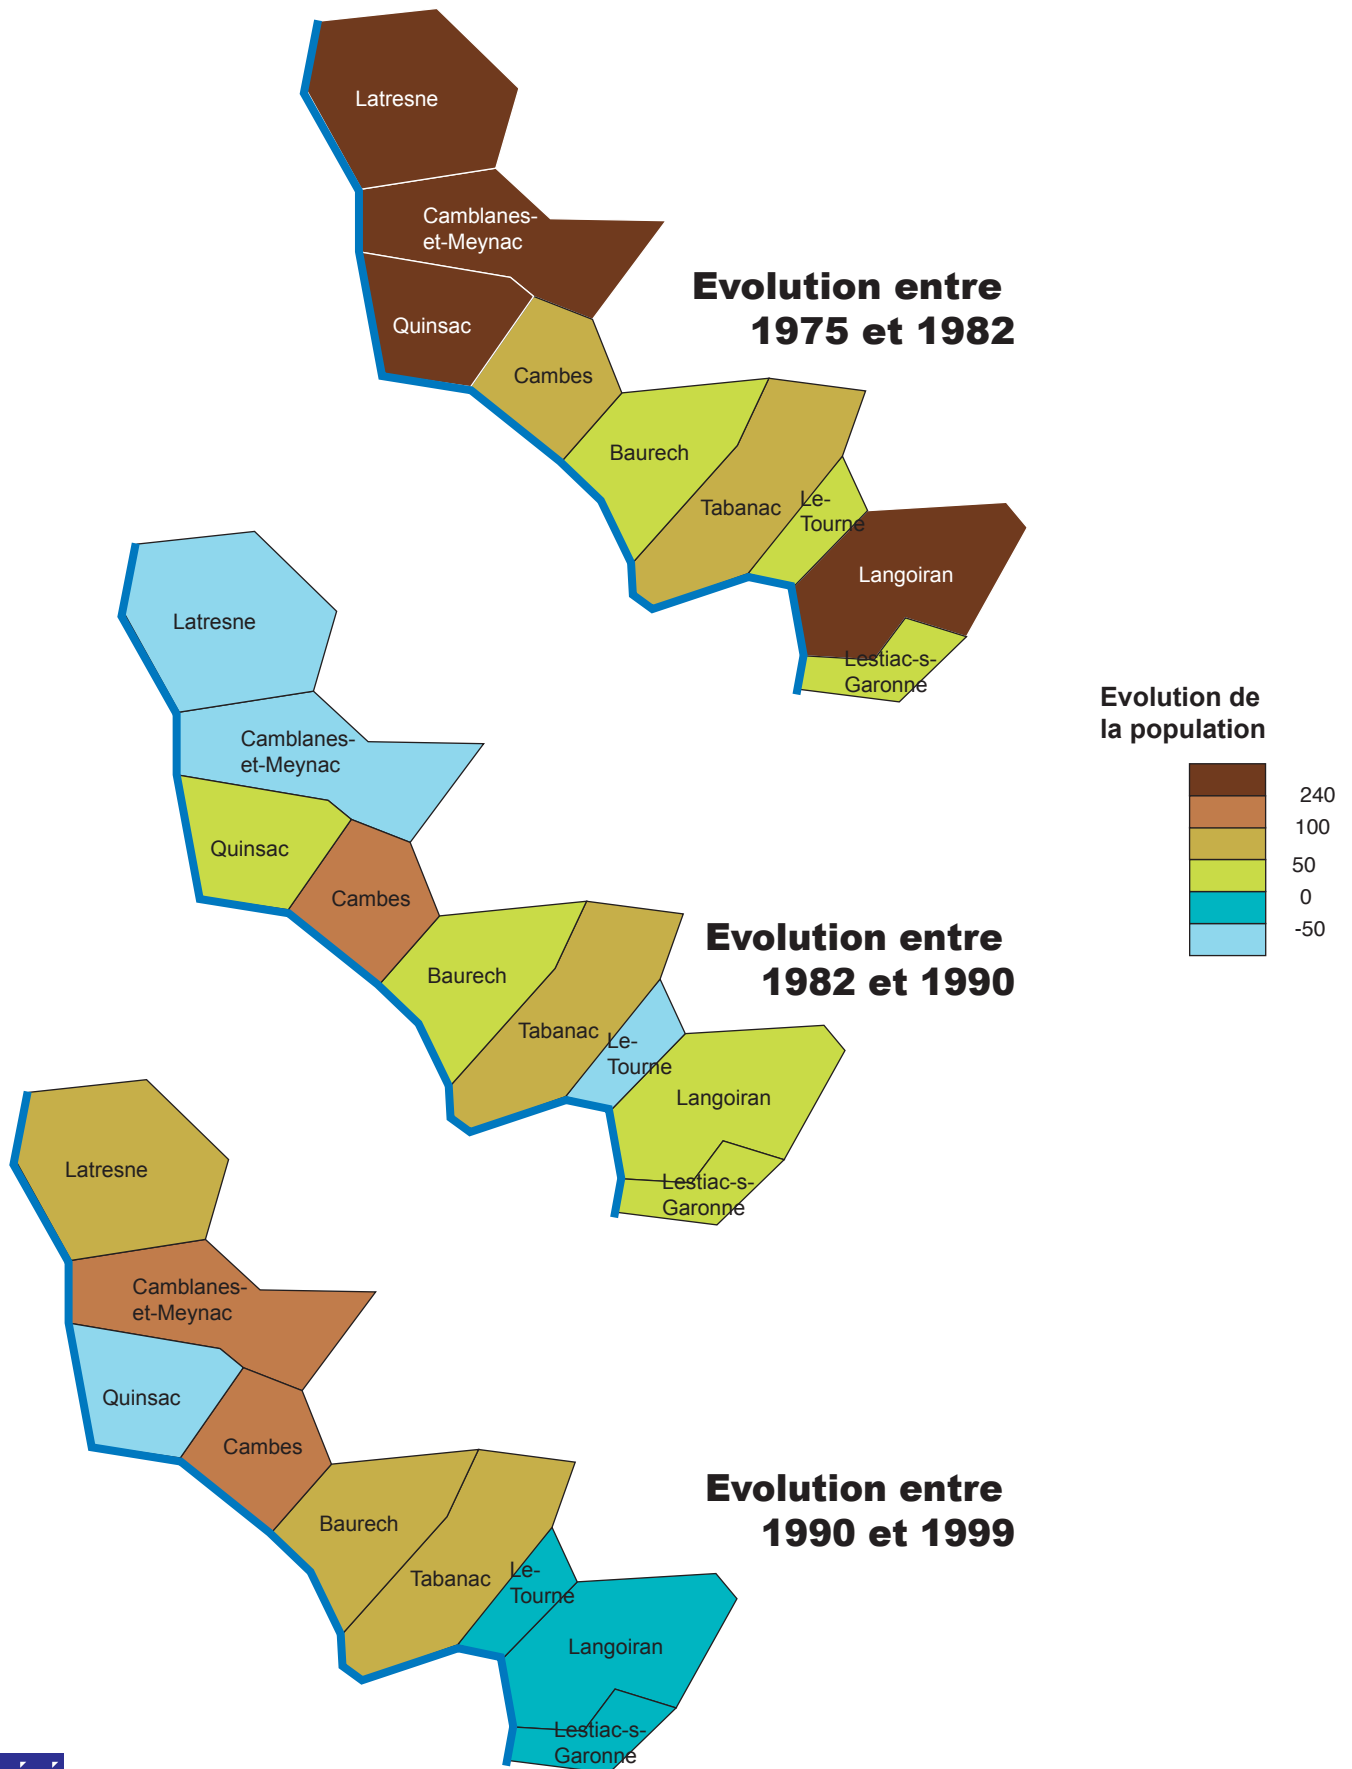 Latresne
Camblanes-
et-Meynac
Quinsac
Evolution entre
1975 et 1982
Cambes
Baurech
Tabanac
Le-
Tourne
Langoiran
Lestiac-s-
Garonne
Evolution de
la population
240
100
50
0
-50
Latresne
Camblanes-
et-Meynac
Quinsac
Cambes
Evolution entre
1982 et 1990
Baurech
Tabanac
Le-
Tourne
Langoiran
Lestiac-s-
Garonne
Latresne
Camblanes-
et-Meynac
Quinsac
Cambes
Evolution entre
1990 et 1999
Baurech
Tabanac
Le-
Tourne
Langoiran
Lestiac-s-
Garonne